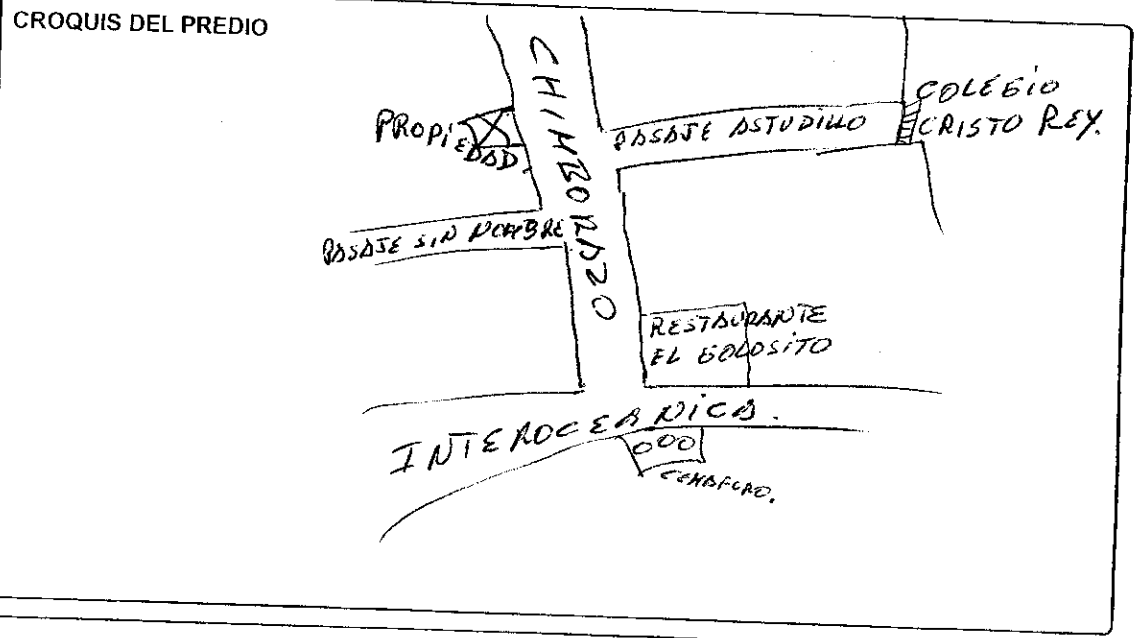 CROQUIS DEL PREDIO
CHIMBORAZO
PROPIEDAD
PASAJE ASTUDILLO
COLEGIO
CRISTO REY.
PASAJE SIN NOMBRE
RESTAURANTE
EL GOLOSITO
INTEROCEANICA.